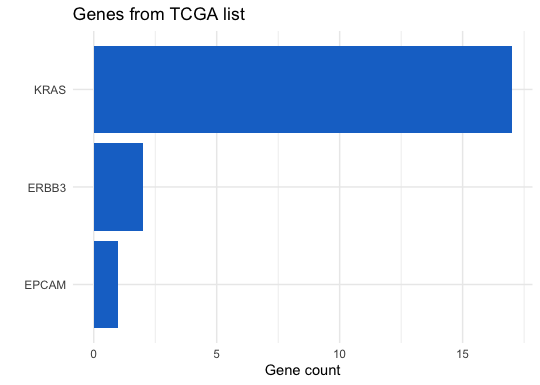 Genes from TCGA list
KRAS
ERBB3
EPCAM
0 5 10 15
Gene count